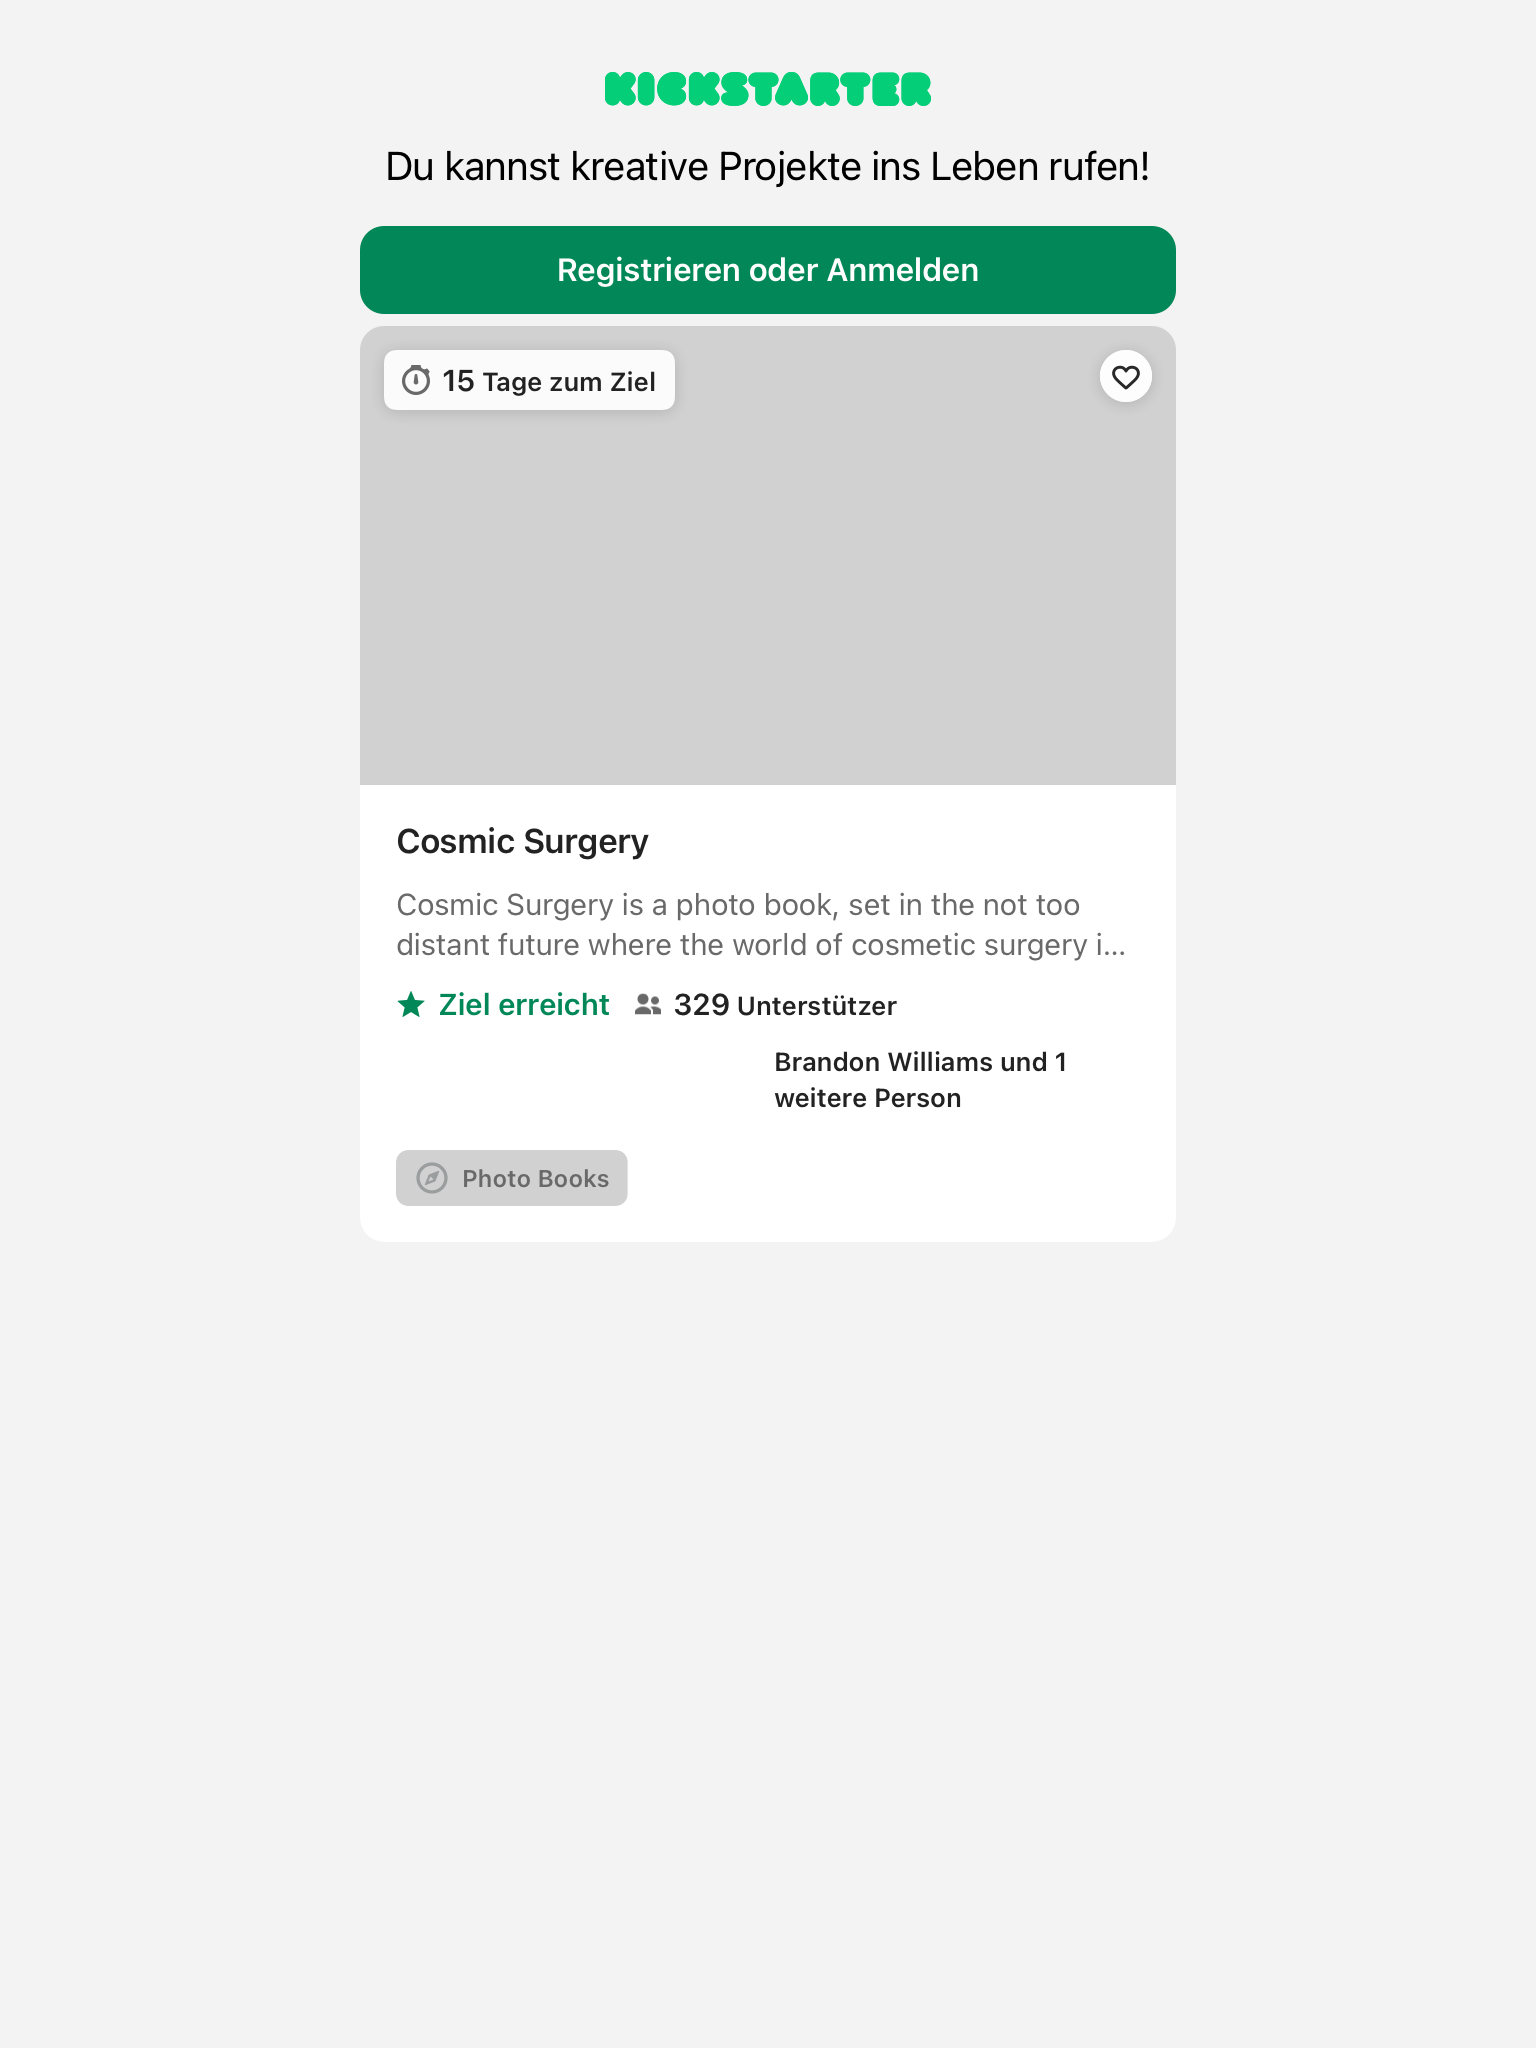 KICKSTARTER
Du kannst kreative Projekte ins Leben rufen!
Registrieren oder Anmelden
15 Tage zum Ziel
Cosmic Surgery
Cosmic Surgery is a photo book, set in the not too
distant future where the world of cosmetic surgery i...
Ziel erreicht 329 Unterstützer
Brandon Williams und 1
weitere Person
Photo Books